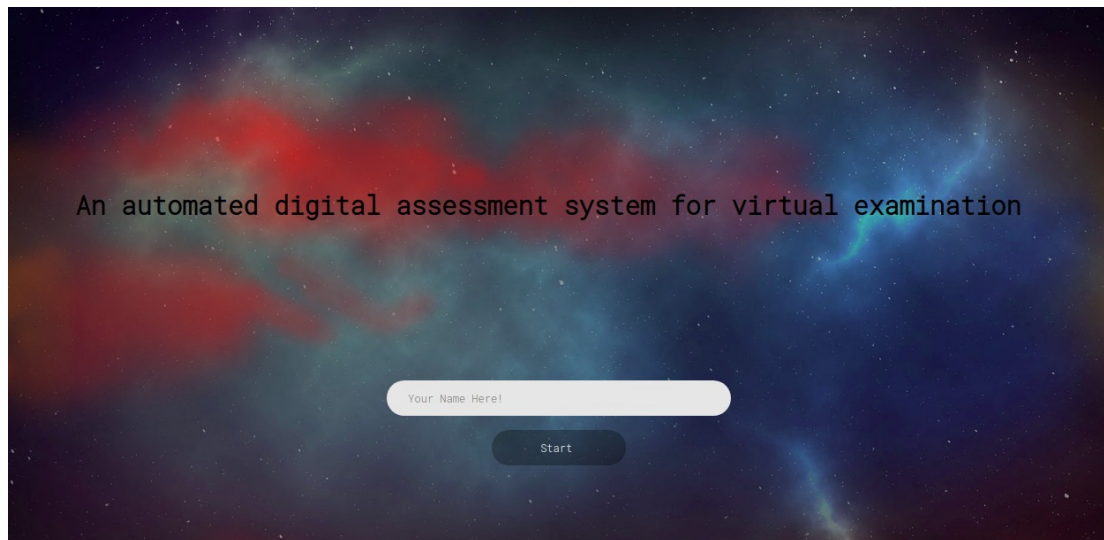 An automated digital assessment system for virtual examination
Your Name Here!
Start